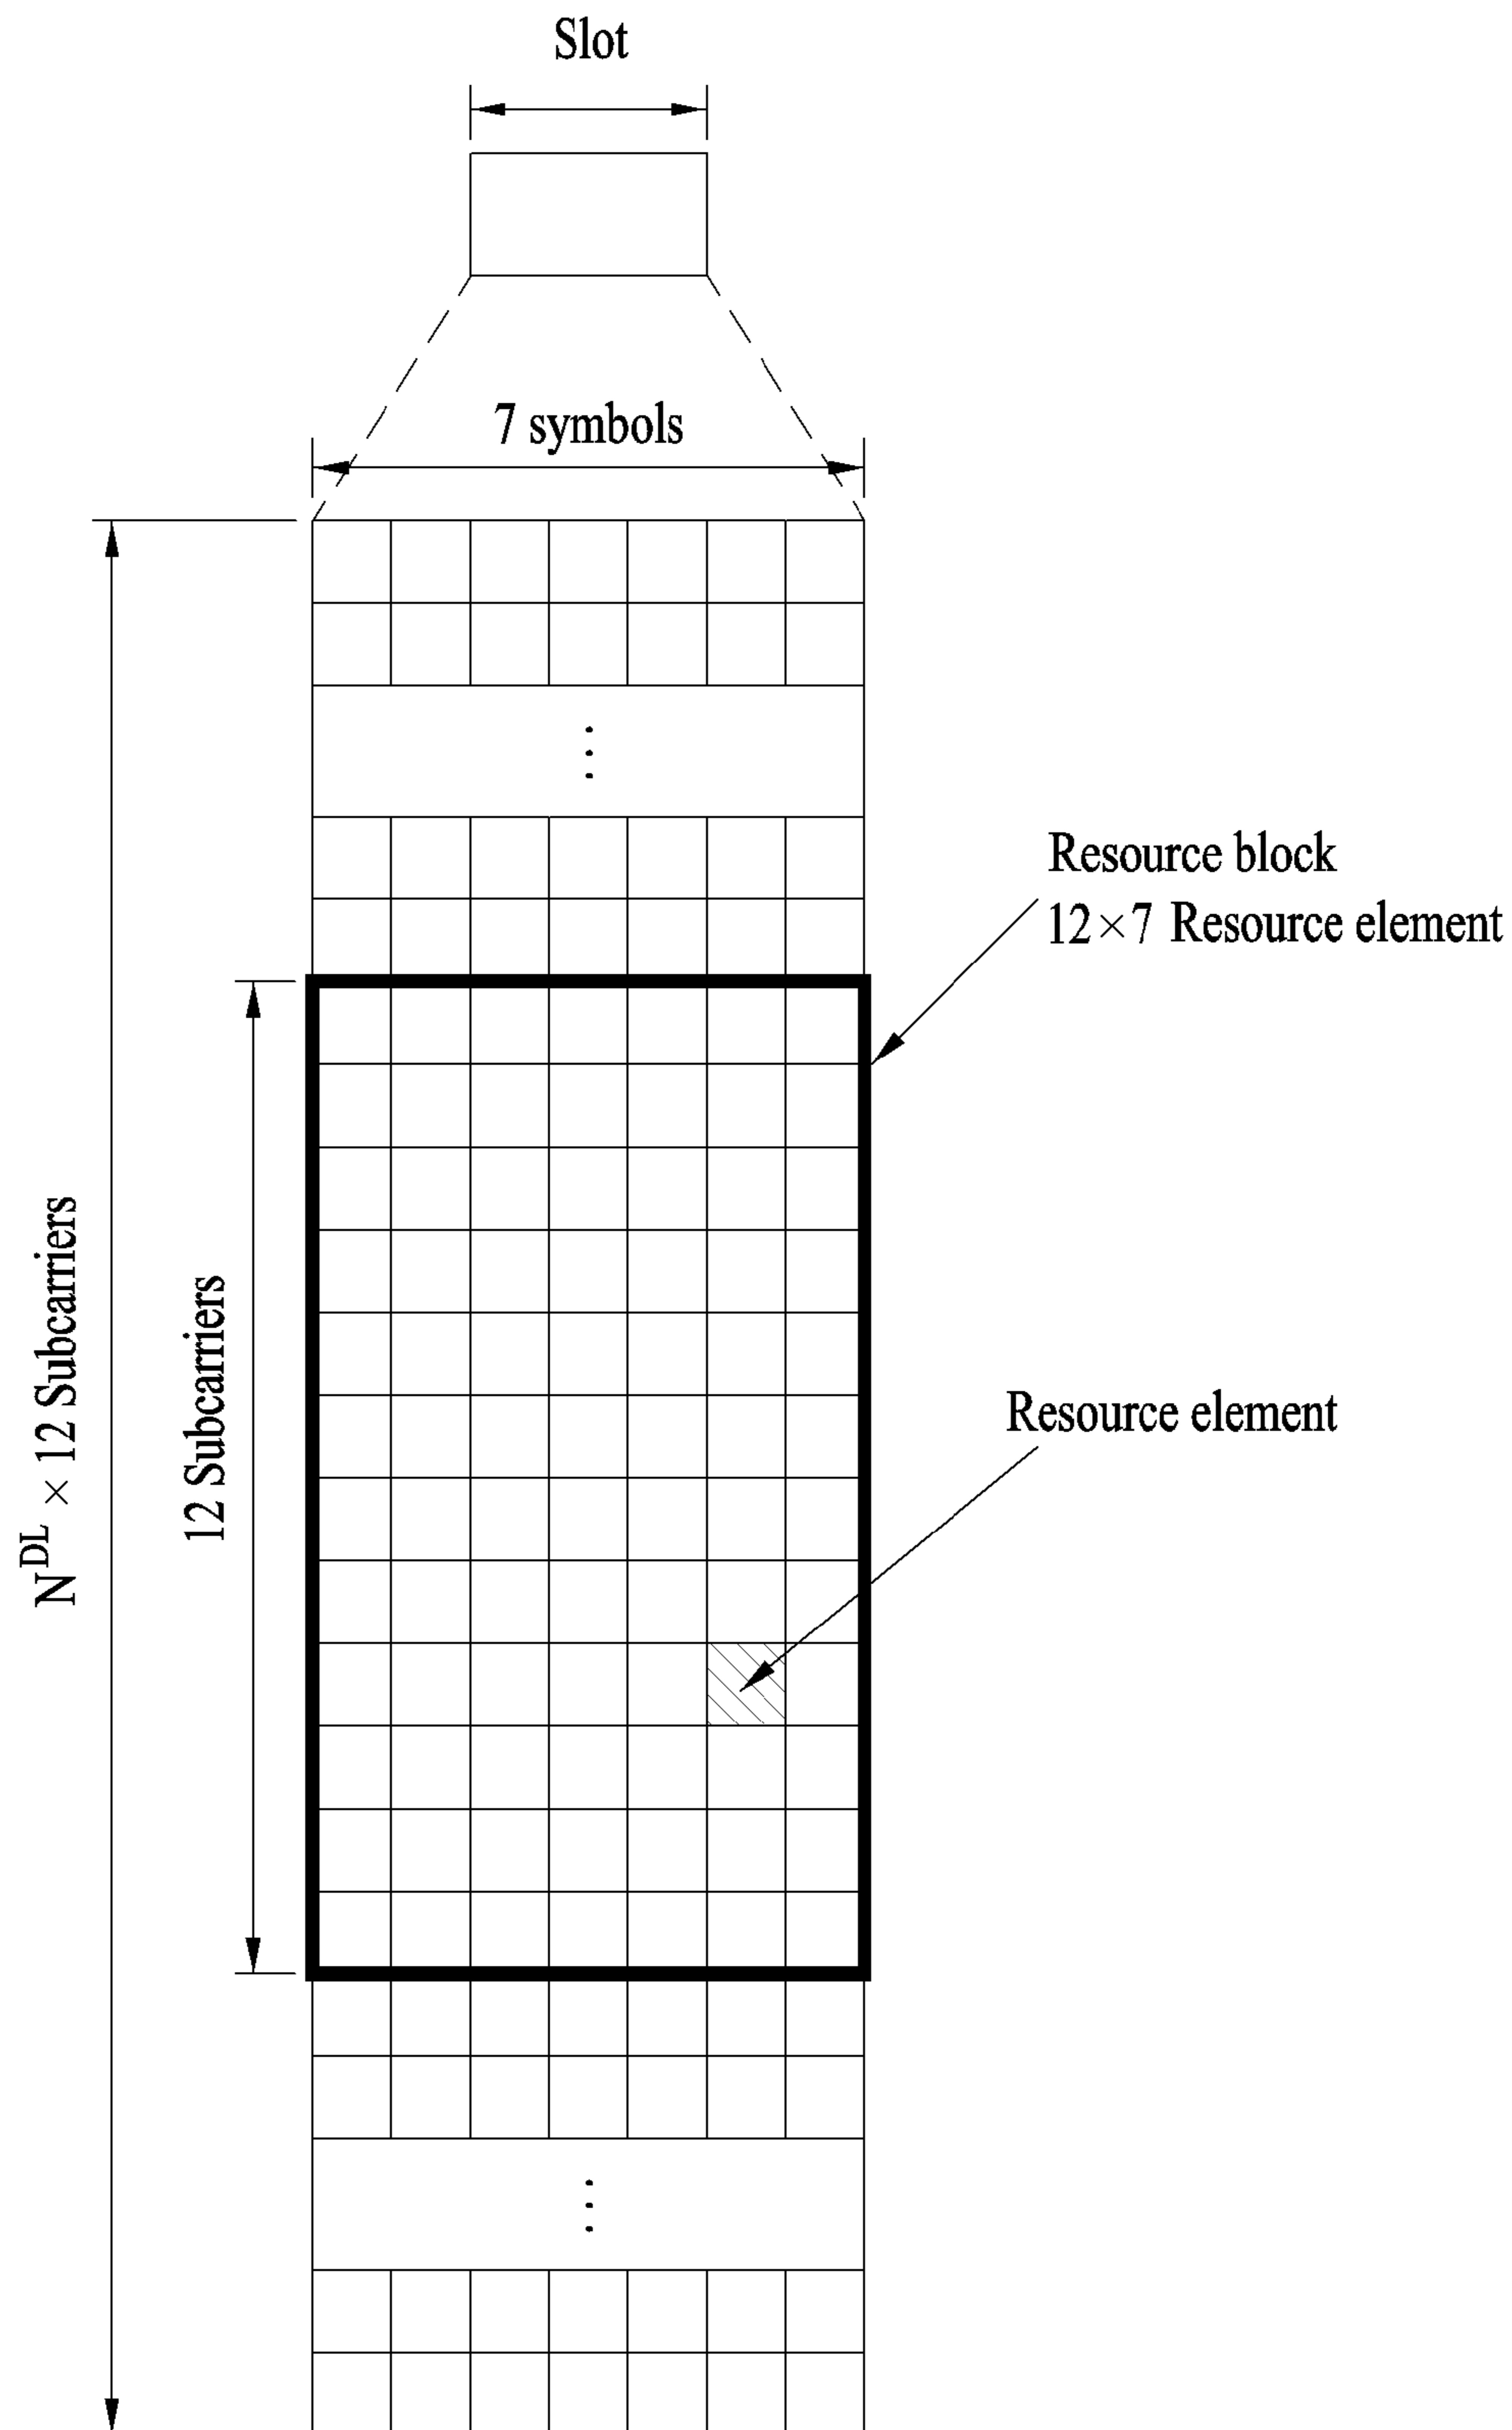 Slot
7 symbols
Resource block
12×7 Resource element
Resource element
12 Subcarriers
N^DL × 12 Subcarriers